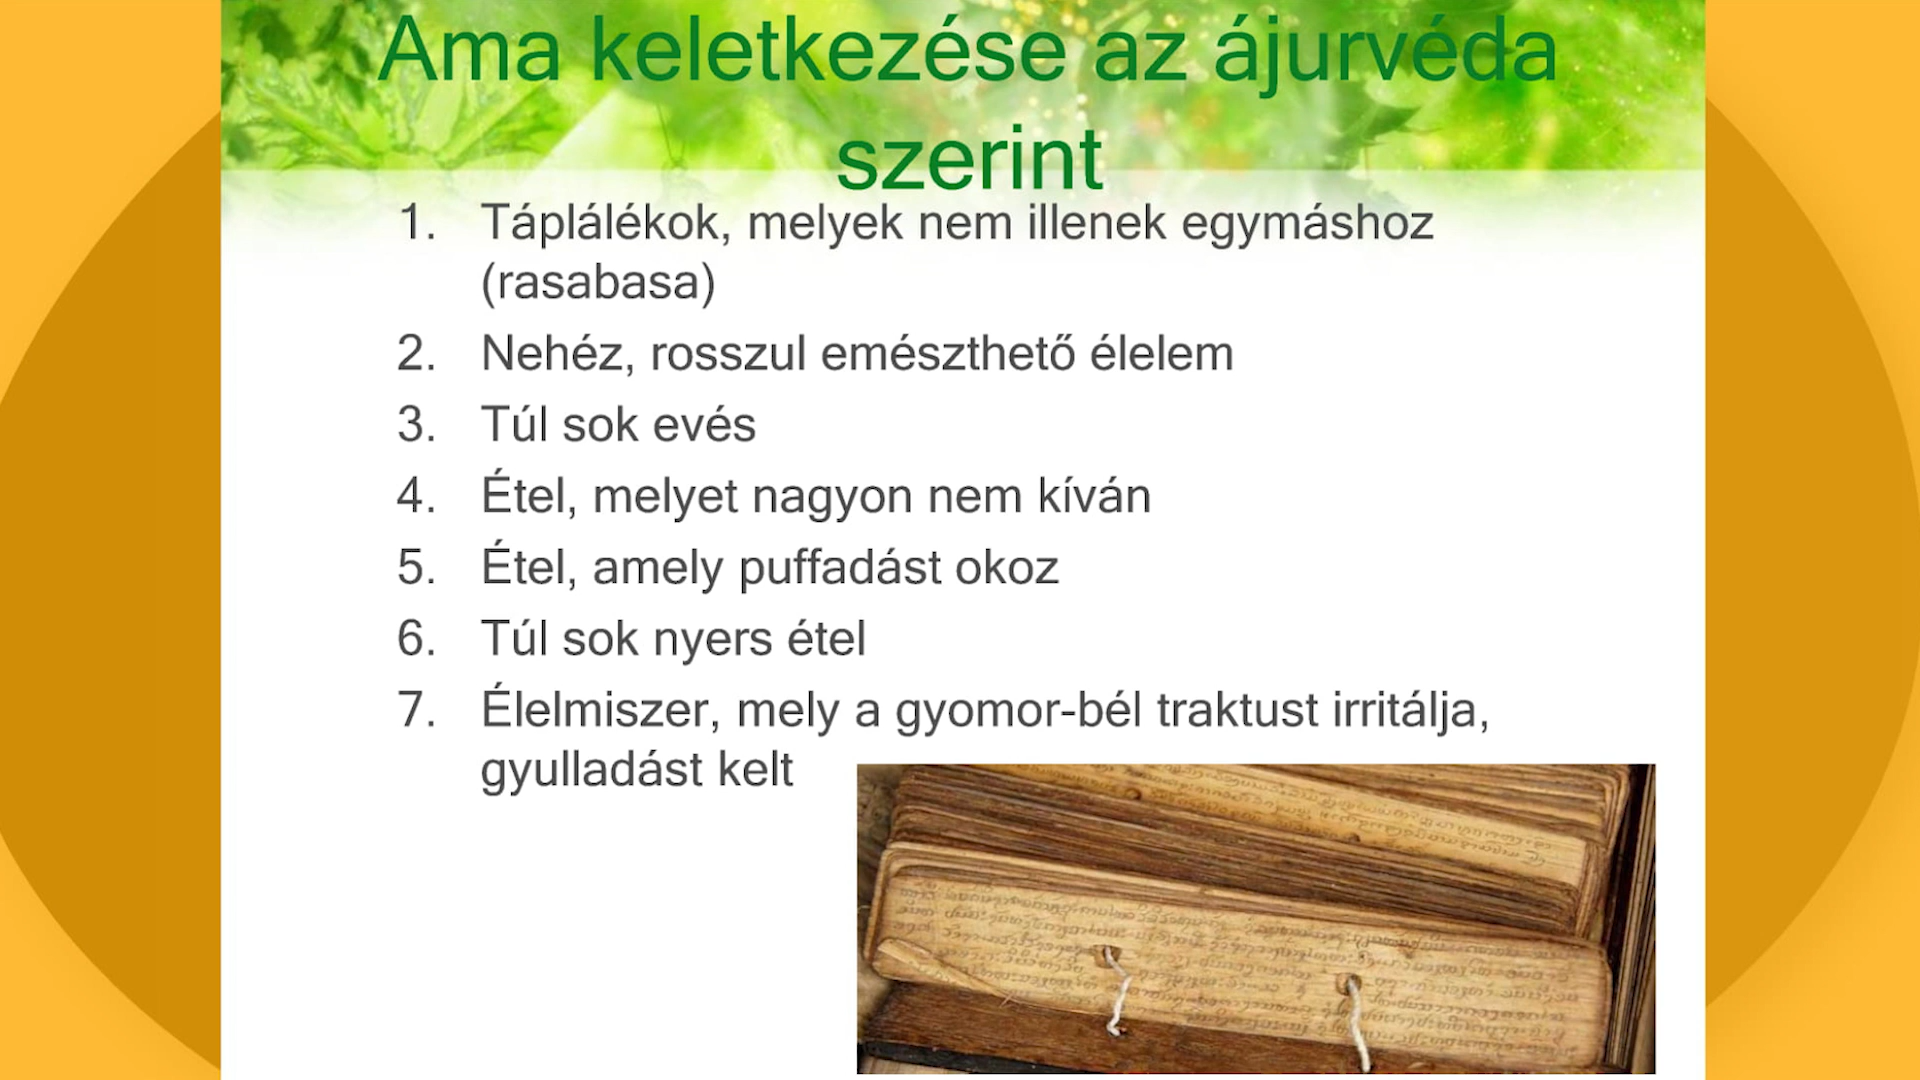 Ama keletkezése az ájurvéda
szerint
1. Táplálékok, melyek nem illenek egymáshoz
(rasabasa)
2. Nehéz, rosszul emészthető élelem
3. Túl sok evés
4. Étel, melyet nagyon nem kíván
5. Étel, amely puffadást okoz
6. Túl sok nyers étel
7. Élelmiszer, mely a gyomor-bél traktust irritálja,
gyulladást kelt